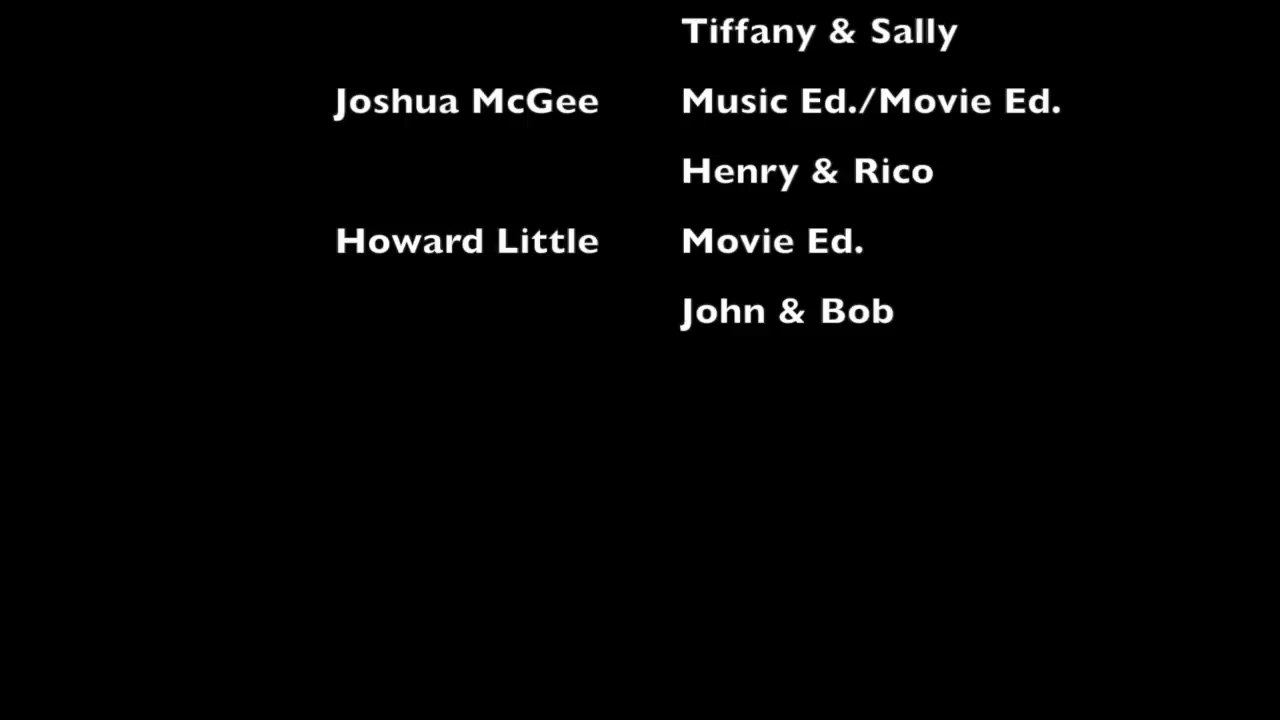 Tiffany & Sally
Joshua McGee Music Ed./Movie Ed.
Henry & Rico
Howard Little Movie Ed.
John & Bob